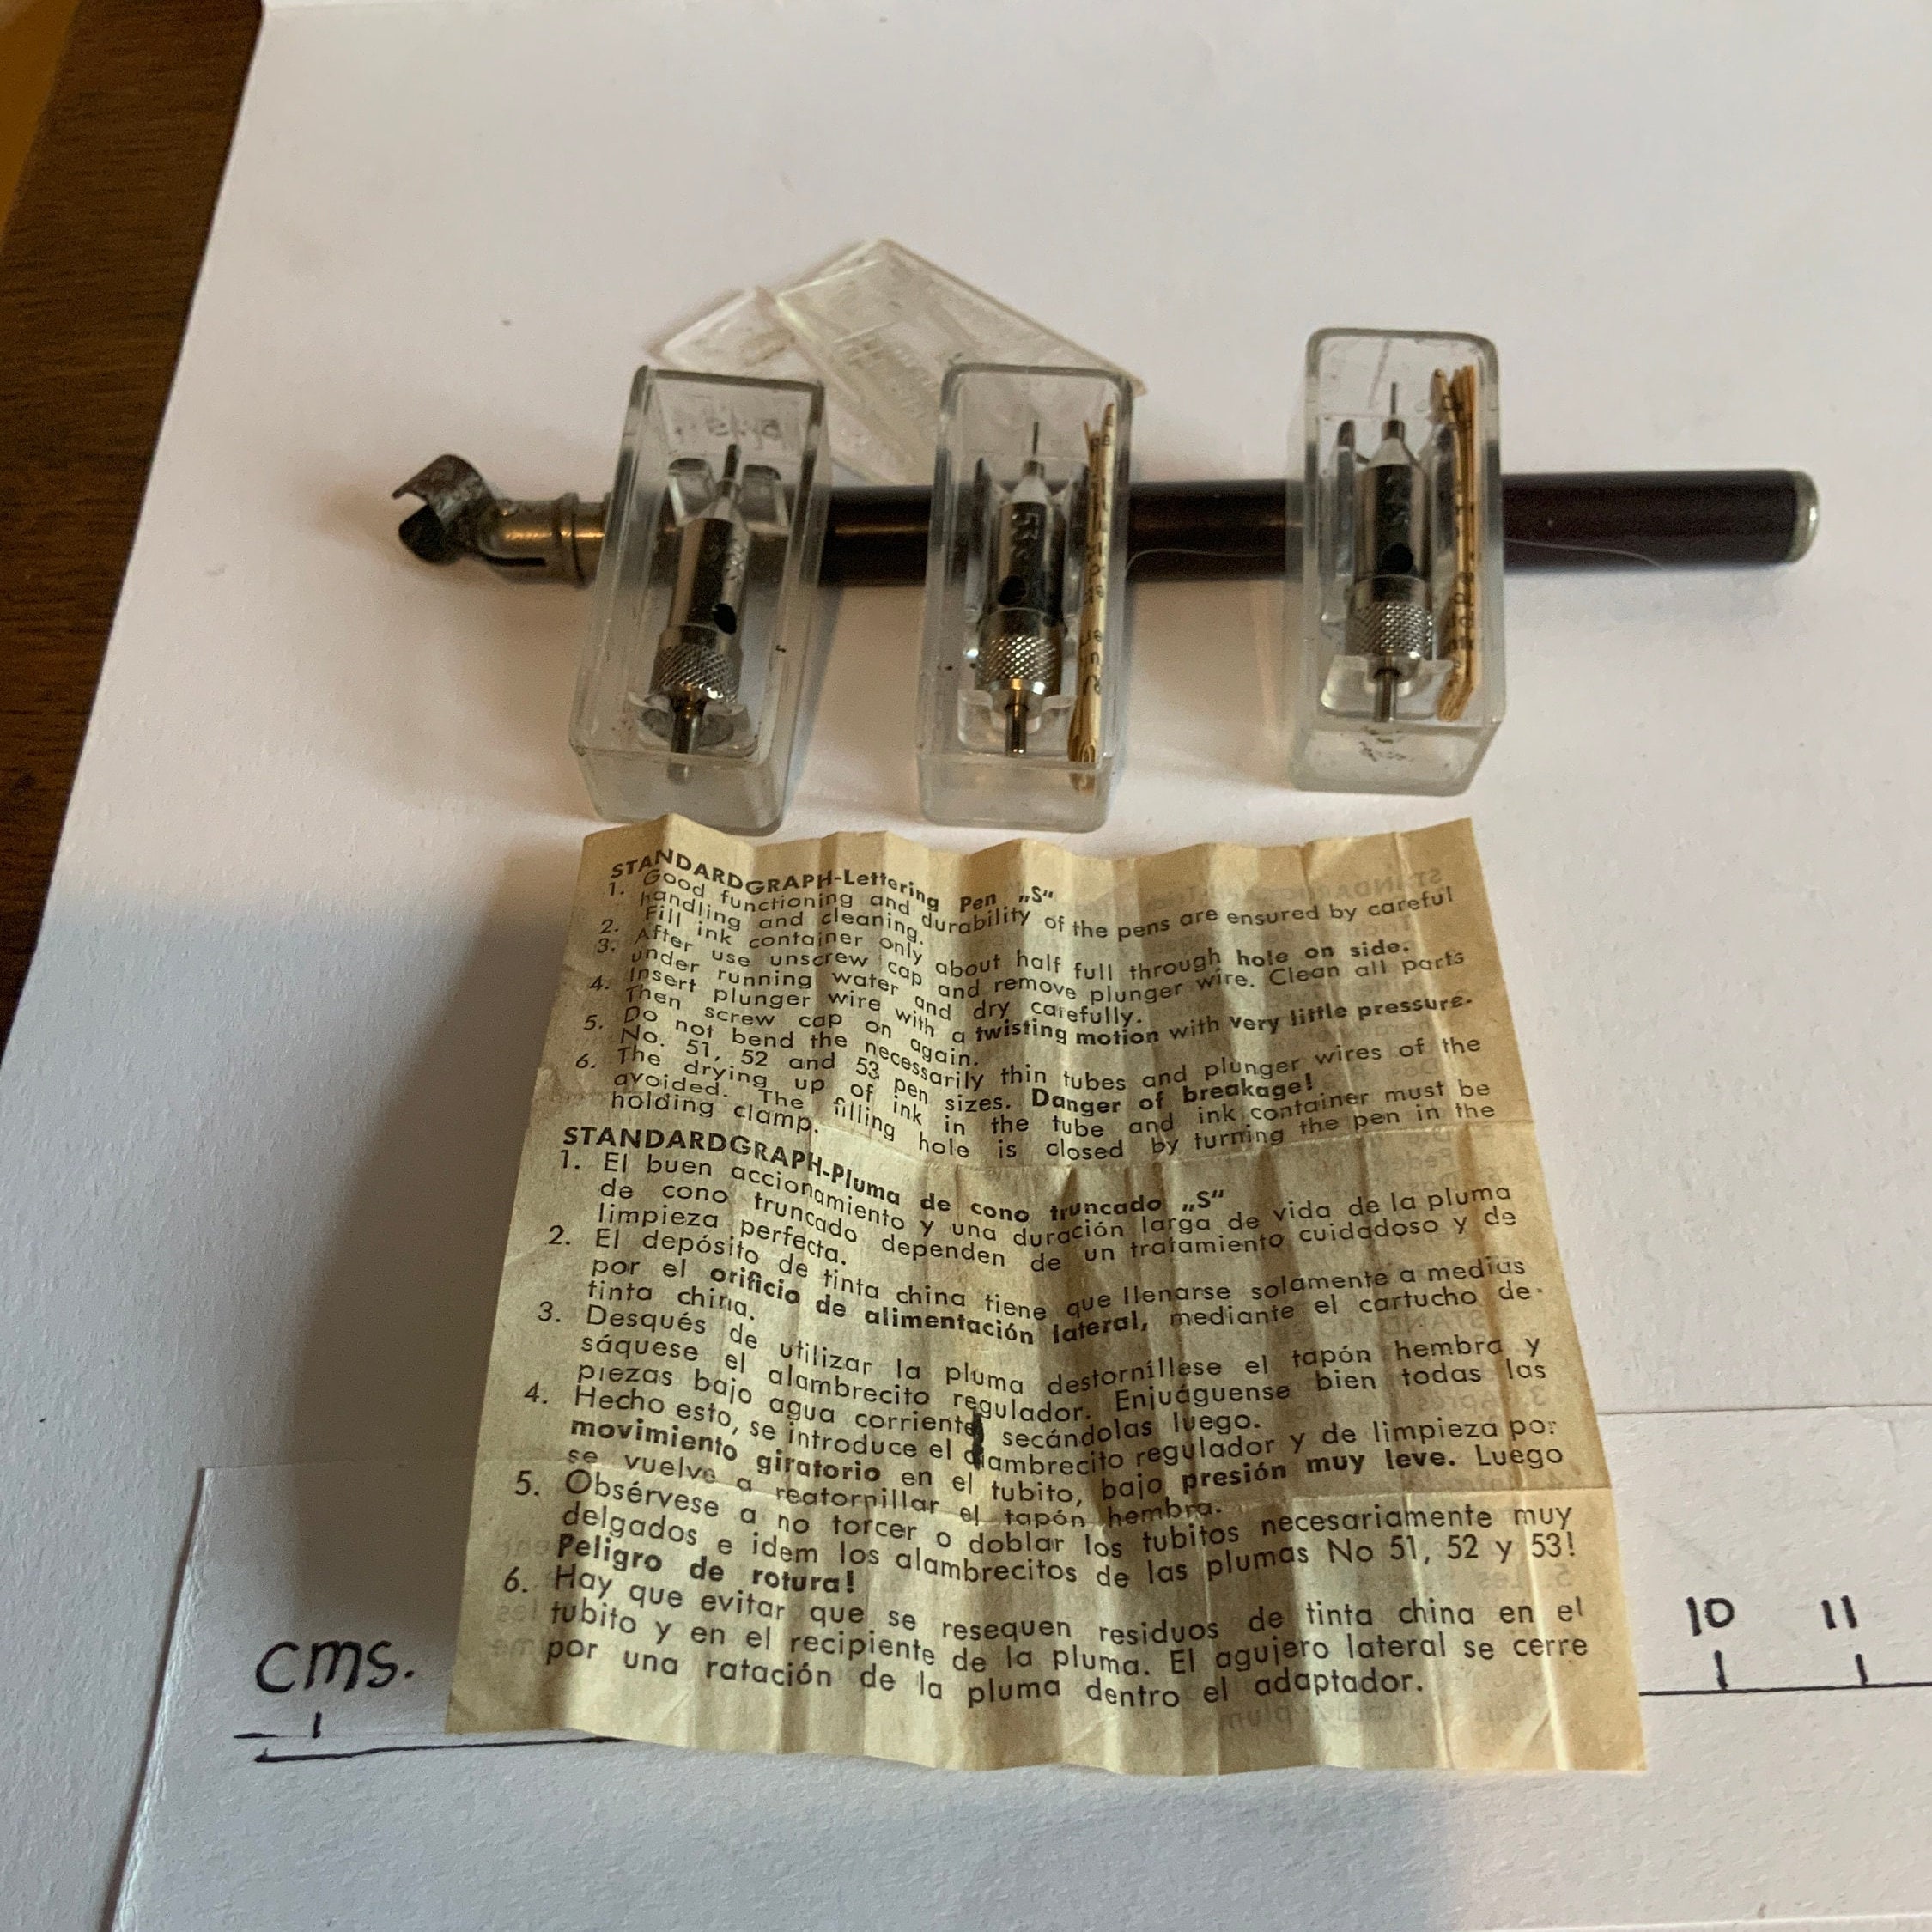 STANDARDGRAPH-Lettering Pen „S“
1. Good functioning and durability of the pens are ensured by careful
handling and cleaning.
2. Fill ink container only about half full through hole on side.
3. After use unscrew cap and remove plunger wire. Clean all parts
under running water and dry carefully.
4. Insert plunger wire with a twisting motion with very little pressure.
Then screw cap on again.
5. Do not bend the necessarily thin tubes and plunger wires of the
No. 51, 52 and 53 pen sizes. Danger of breakage!
6. The drying up of ink in the tube and ink container must be
avoided. The filling hole is closed by turning the pen in the
holding clamp.
STANDARDGRAPH-Pluma de cono truncado „S“
1. El buen accionamiento y una duración larga de vida de la pluma
de cono truncado dependen de un tratamiento cuidadoso y de
limpieza perfecta.
2. El depósito de tinta china tiene que llenarse solamente a medias
por el orificio de alimentación lateral, mediante el cartucho de
tinta china.
3. Desqués de utilizar la pluma destorníllese el tapón hembra y
sáquese el alambrecito regulador. Enjuáguense bien todas las
piezas bajo agua corriente secándolas luego.
4. Hecho esto, se introduce el alambrecito regulador y de limpieza por
movimiento giratorio en el tubito, bajo presión muy leve. Luego
se vuelve a reatornillar el tapón hembra.
5. Obsérvese a no torcer o doblar los tubitos necesariamente muy
delgados e idem los alambrecitos de las plumas No 51, 52 y 53!
Peligro de rotura!
6. Hay que evitar que se resequen residuos de tinta china en el
tubito y en el recipiente de la pluma. El agujero lateral se cerre
por una ratación de la pluma dentro el adaptador.
cms.
10 11